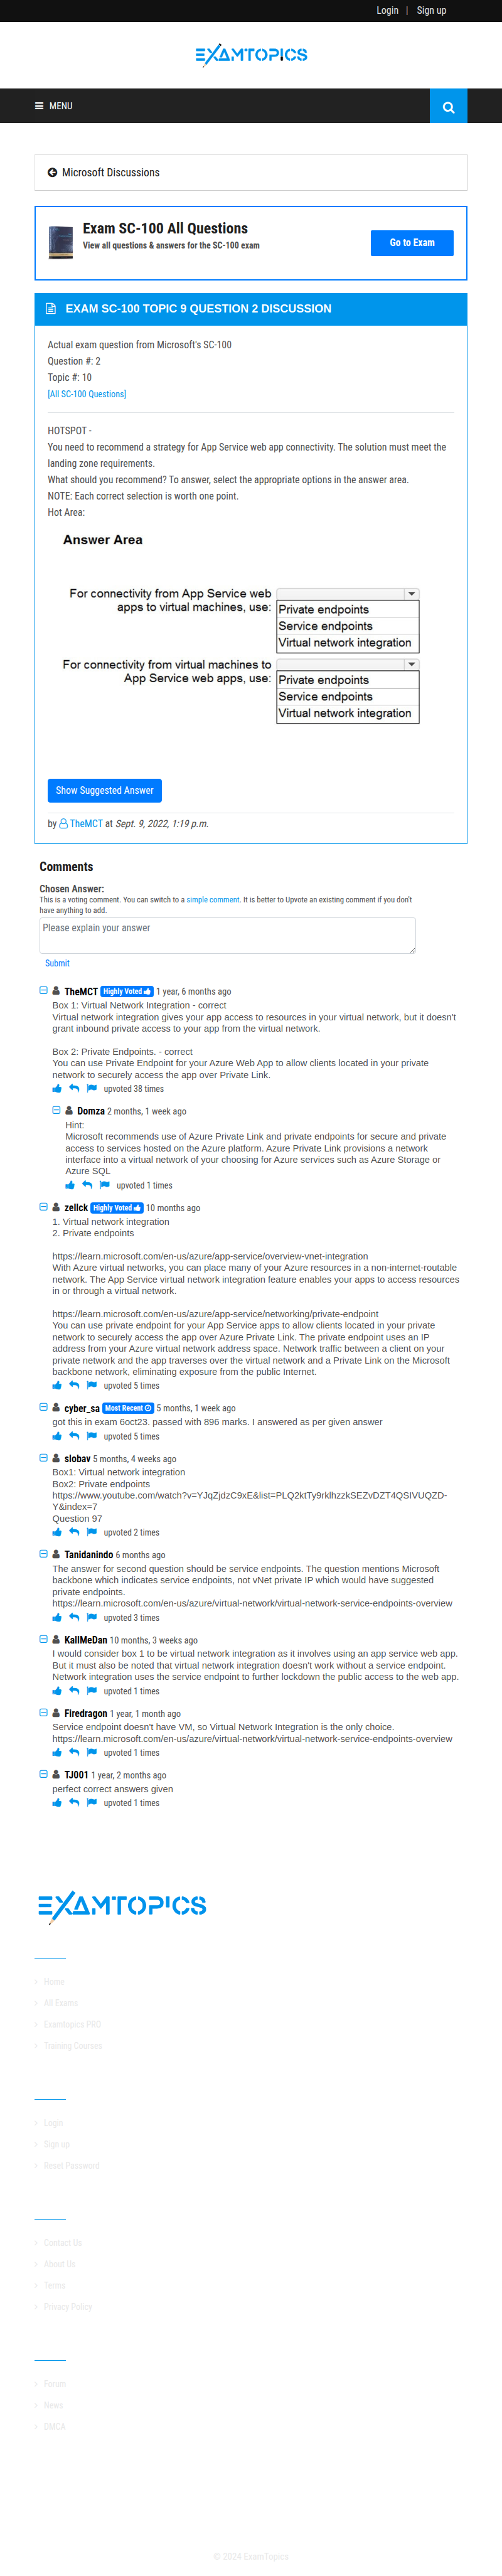 Login | Sign up
EXAMTOPICS
MENU
Microsoft Discussions
Exam SC-100 All Questions
View all questions & answers for the SC-100 exam
Go to Exam
EXAM SC-100 TOPIC 9 QUESTION 2 DISCUSSION
Actual exam question from Microsoft's SC-100
Question #: 2
Topic #: 10
[All SC-100 Questions]
HOTSPOT -
You need to recommend a strategy for App Service web app connectivity. The solution must meet the
landing zone requirements.
What should you recommend? To answer, select the appropriate options in the answer area.
NOTE: Each correct selection is worth one point.
Hot Area:
Answer Area
For connectivity from App Service web
apps to virtual machines, use:
Private endpoints
Service endpoints
Virtual network integration
For connectivity from virtual machines to
App Service web apps, use:
Private endpoints
Service endpoints
Virtual network integration
Show Suggested Answer
by TheMCT at Sept. 9, 2022, 1:19 p.m.
Comments
Chosen Answer:
This is a voting comment. You can switch to a simple comment. It is better to Upvote an existing comment if you don't
have anything to add.
Please explain your answer
Submit
TheMCT Highly Voted 1 year, 6 months ago
Box 1: Virtual Network Integration - correct
Virtual network integration gives your app access to resources in your virtual network, but it doesn't
grant inbound private access to your app from the virtual network.
Box 2: Private Endpoints. - correct
You can use Private Endpoint for your Azure Web App to allow clients located in your private
network to securely access the app over Private Link.
upvoted 38 times
Domza 2 months, 1 week ago
Hint:
Microsoft recommends use of Azure Private Link and private endpoints for secure and private
access to services hosted on the Azure platform. Azure Private Link provisions a network
interface into a virtual network of your choosing for Azure services such as Azure Storage or
Azure SQL
upvoted 1 times
zellck Highly Voted 10 months ago
1. Virtual network integration
2. Private endpoints
https://learn.microsoft.com/en-us/azure/app-service/overview-vnet-integration
With Azure virtual networks, you can place many of your Azure resources in a non-internet-routable
network. The App Service virtual network integration feature enables your apps to access resources
in or through a virtual network.
https://learn.microsoft.com/en-us/azure/app-service/networking/private-endpoint
You can use private endpoint for your App Service apps to allow clients located in your private
network to securely access the app over Azure Private Link. The private endpoint uses an IP
address from your Azure virtual network address space. Network traffic between a client on your
private network and the app traverses over the virtual network and a Private Link on the Microsoft
backbone network, eliminating exposure from the public Internet.
upvoted 5 times
cyber_sa Most Recent 5 months, 1 week ago
got this in exam 6oct23. passed with 896 marks. I answered as per given answer
upvoted 5 times
slobav 5 months, 4 weeks ago
Box1: Virtual network integration
Box2: Private endpoints
https://www.youtube.com/watch?v=YJqZjdzC9xE&list=PLQ2ktTy9rklhzzkSEZvDZT4QSIVUQZD-
Y&index=7
Question 97
upvoted 2 times
Tanidanindo 6 months ago
The answer for second question should be service endpoints. The question mentions Microsoft
backbone which indicates service endpoints, not vNet private IP which would have suggested
private endpoints.
https://learn.microsoft.com/en-us/azure/virtual-network/virtual-network-service-endpoints-overview
upvoted 3 times
KallMeDan 10 months, 3 weeks ago
I would consider box 1 to be virtual network integration as it involves using an app service web app.
But it must also be noted that virtual network integration doesn't work without a service endpoint.
Network integration uses the service endpoint to further lockdown the public access to the web app.
upvoted 1 times
Firedragon 1 year, 1 month ago
Service endpoint doesn't have VM, so Virtual Network Integration is the only choice.
https://learn.microsoft.com/en-us/azure/virtual-network/virtual-network-service-endpoints-overview
upvoted 1 times
TJ001 1 year, 2 months ago
perfect correct answers given
upvoted 1 times
EXAMTOPICS
Home
All Exams
Examtopics PRO
Training Courses
Login
Sign up
Reset Password
Contact Us
About Us
Terms
Privacy Policy
Forum
News
DMCA
© 2024 ExamTopics